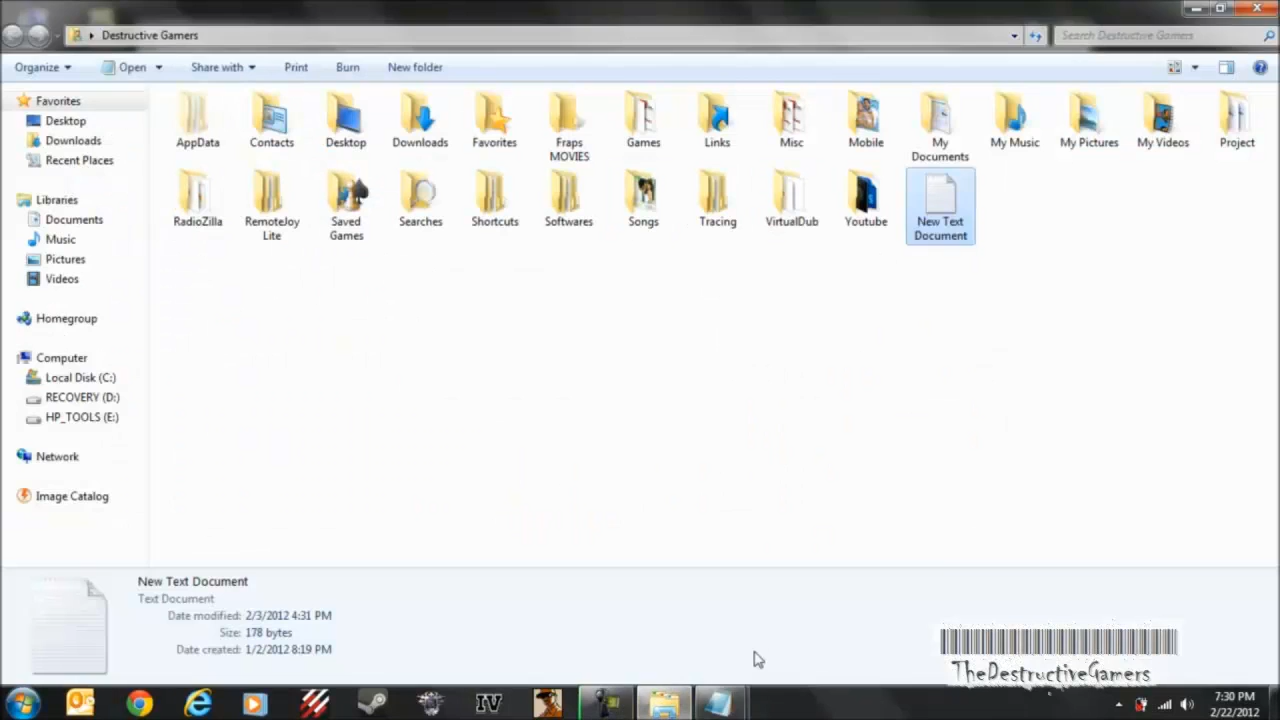 Destructive Gamers
Search Destructive Gamers
Organize
Open
Share with
Print
Burn
New folder
Favorites
Desktop
Downloads
Recent Places
Libraries
Documents
Music
Pictures
Videos
Homegroup
Computer
Local Disk (C:)
RECOVERY (D:)
HP_TOOLS (E:)
Network
Image Catalog
AppData
Contacts
Desktop
Downloads
Favorites
Fraps
MOVIES
Games
Links
Misc
Mobile
My
Documents
My Music
My Pictures
My Videos
Project
RadioZilla
RemoteJoy
Lite
Saved
Games
Searches
Shortcuts
Softwares
Songs
Tracing
VirtualDub
Youtube
New Text
Document
New Text Document
Text Document
Date modified: 2/3/2012 4:31 PM
Size: 178 bytes
Date created: 1/2/2012 8:19 PM
TheDestructiveGamers
IV
7:30 PM
2/22/2012